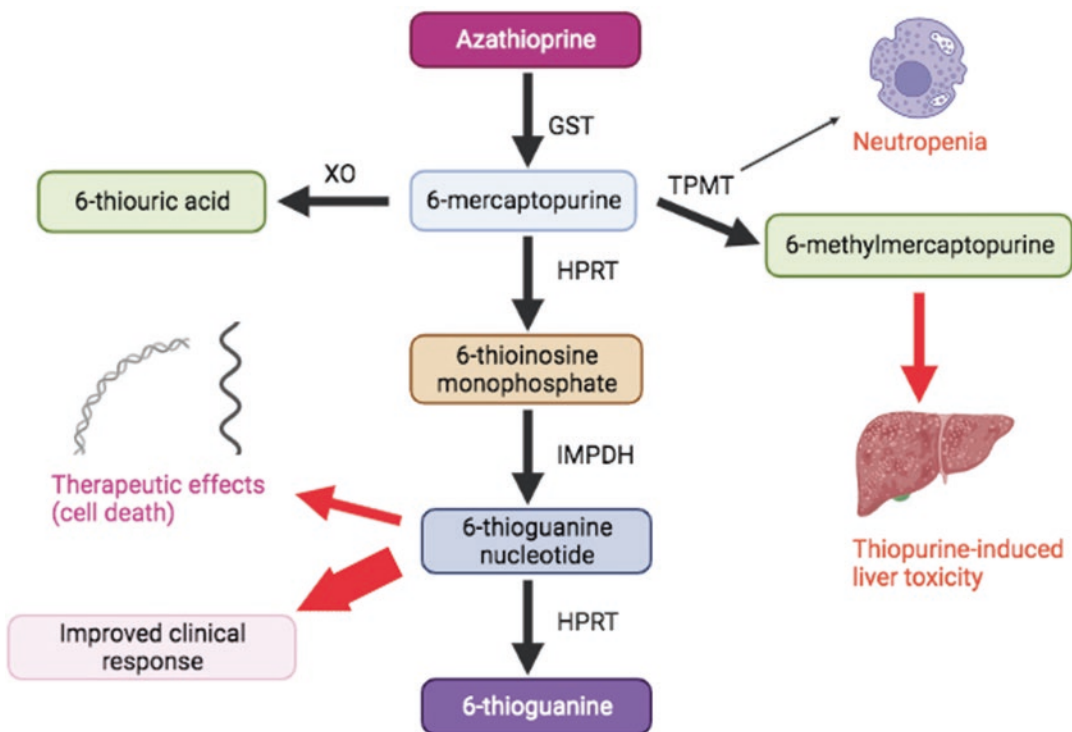 Azathioprine
GST
Neutropenia
XO
TPMT
6-thiouric acid
6-mercaptopurine
6-methylmercaptopurine
HPRT
6-thioinosine
monophosphate
IMPDH
Therapeutic effects
(cell death)
6-thioguanine
nucleotide
Thiopurine-induced
liver toxicity
HPRT
Improved clinical
response
6-thioguanine